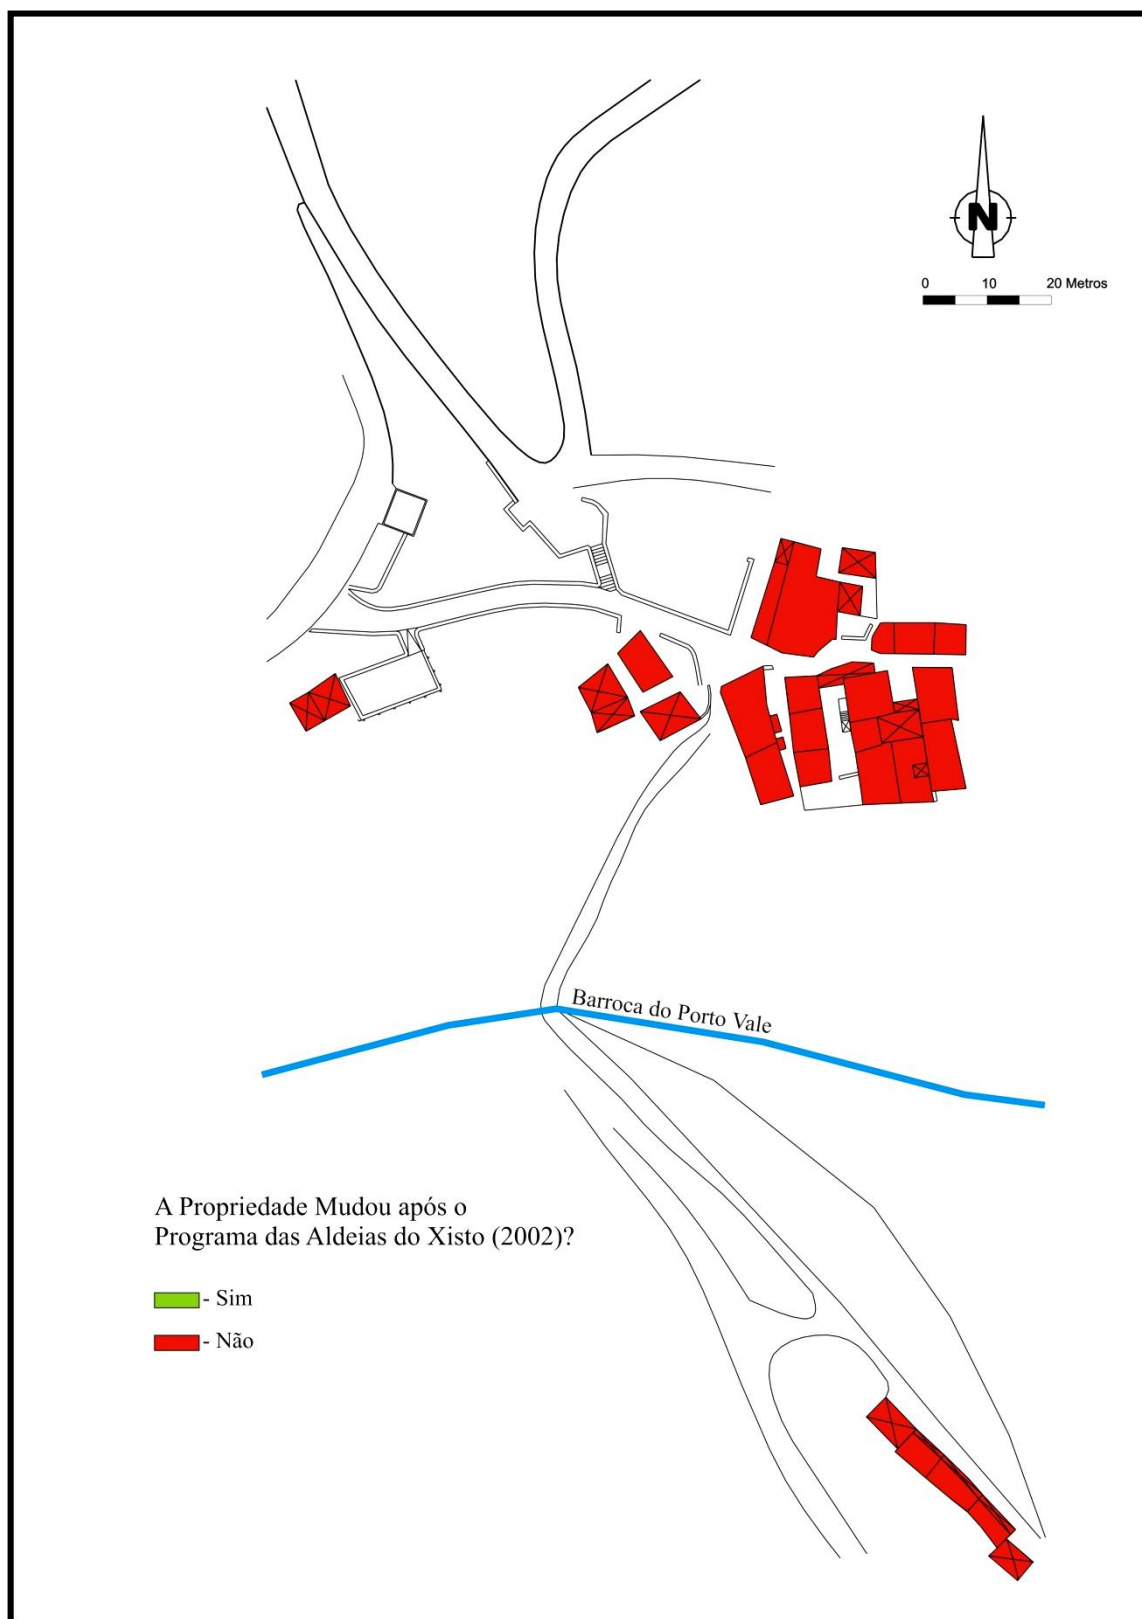 N
0 10 20 Metros
Barroca do Porto Vale
A Propriedade Mudou após o
Programa das Aldeias do Xisto (2002)?
- Sim
- Não